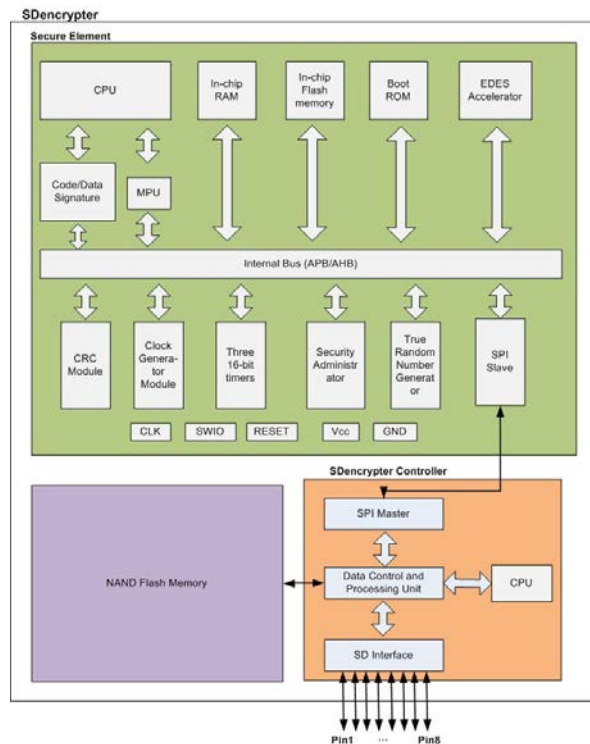 SDencrypter
Secure Element
CPU
In-chip
RAM
In-chip
Flash
memory
Boot
ROM
EDES
Accelerator
Code/Data
Signature
MPU
Internal Bus (APB/AHB)
CRC
Module
Clock
Genera-
tor
Module
Three
16-bit
timers
Security
Administr
ator
True
Random
Number
Generat
or
SPI
Slave
CLK
SWIO
RESET
Vcc
GND
SDencrypter Controller
SPI Master
NAND Flash Memory
Data Control and
Processing Unit
CPU
SD Interface
Pin1
...
Pin8